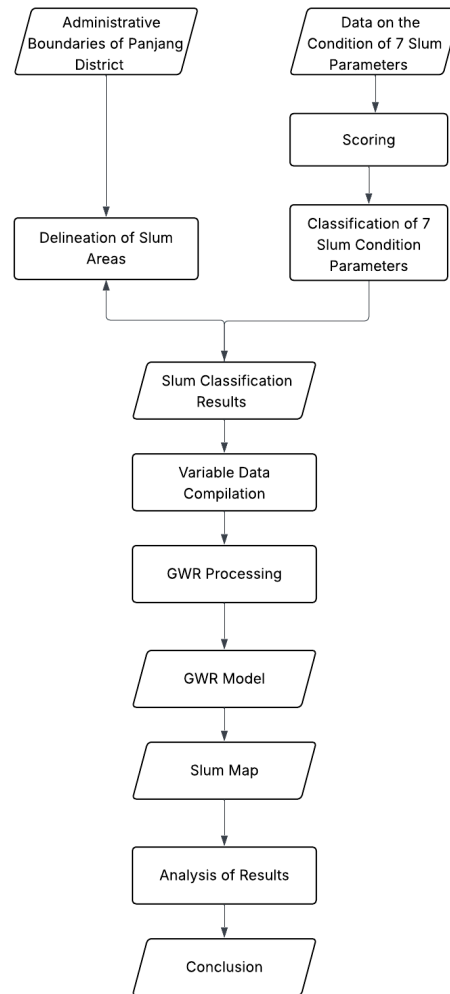 Administrative
Boundaries of Panjang
District
Data on the
Condition of 7 Slum
Parameters
Scoring
Delineation of Slum
Areas
Classification of 7
Slum Condition
Parameters
Slum Classification
Results
Variable Data
Compilation
GWR Processing
GWR Model
Slum Map
Analysis of Results
Conclusion